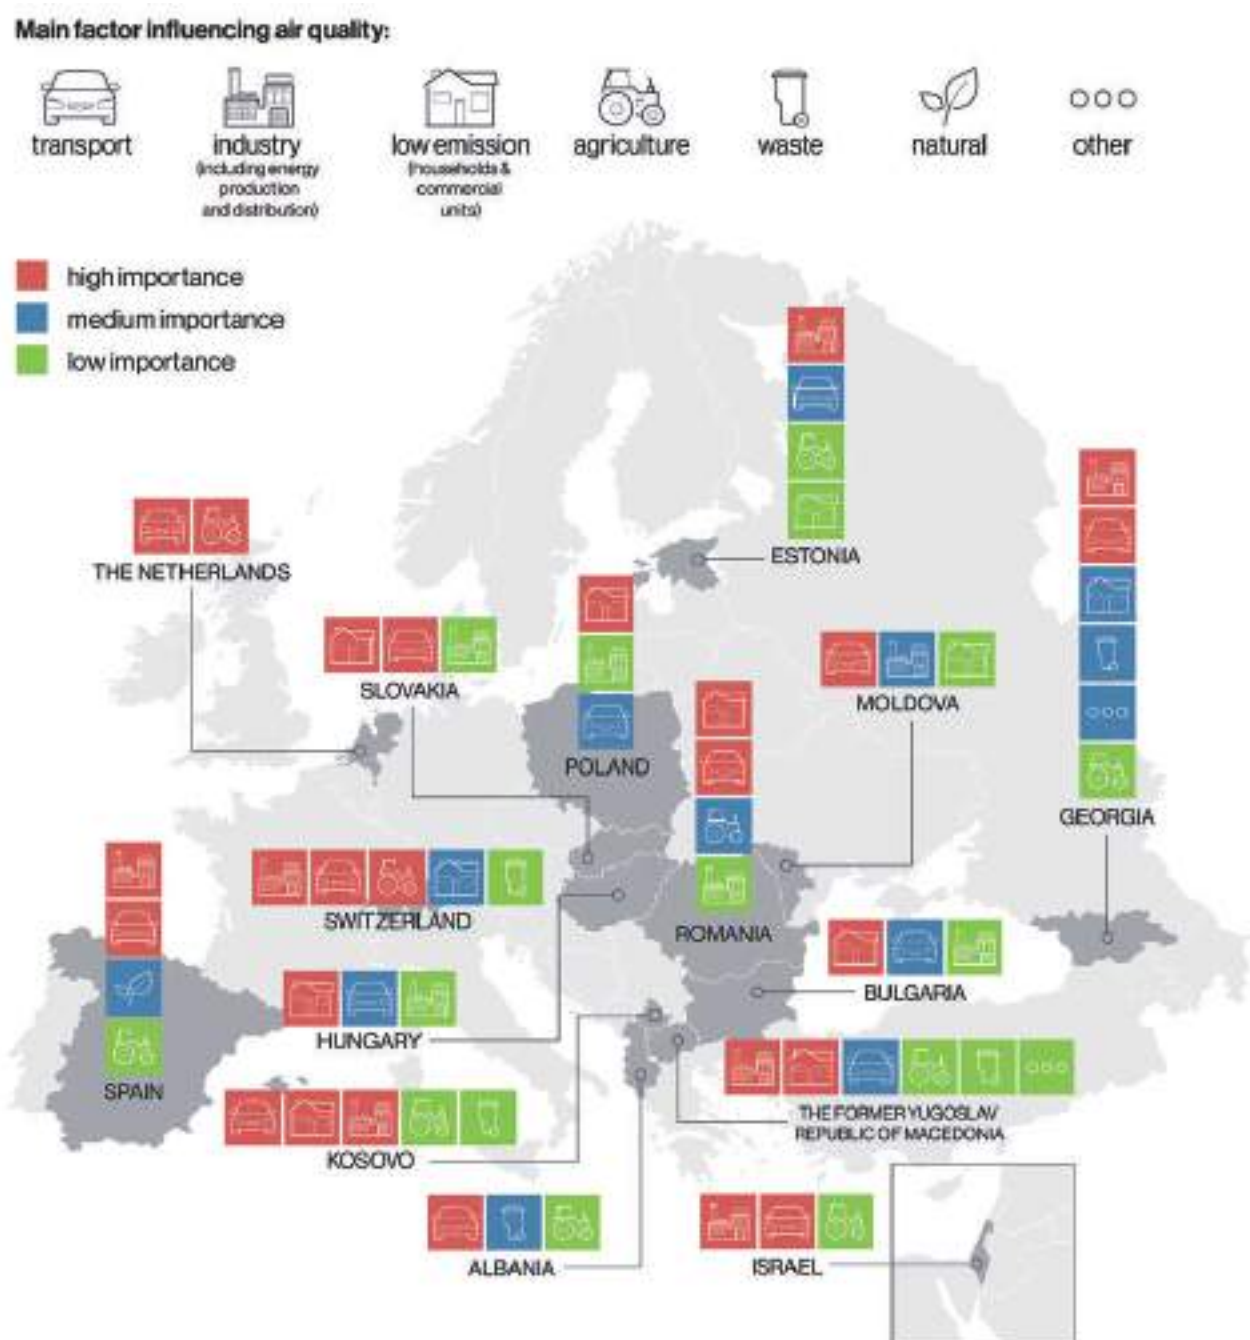 Main factor influencing air quality:
transport
industry
(including energy
production
and distribution)
low emission
(households &
commercial
units)
agriculture
waste
natural
other
high importance
medium importance
low importance
ESTONIA
THE NETHERLANDS
SLOVAKIA
MOLDOVA
POLAND
GEORGIA
SWITZERLAND
ROMANIA
BULGARIA
HUNGARY
SPAIN
THE FORMER YUGOSLAV
REPUBLIC OF MACEDONIA
KOSOVO
ALBANIA
ISRAEL